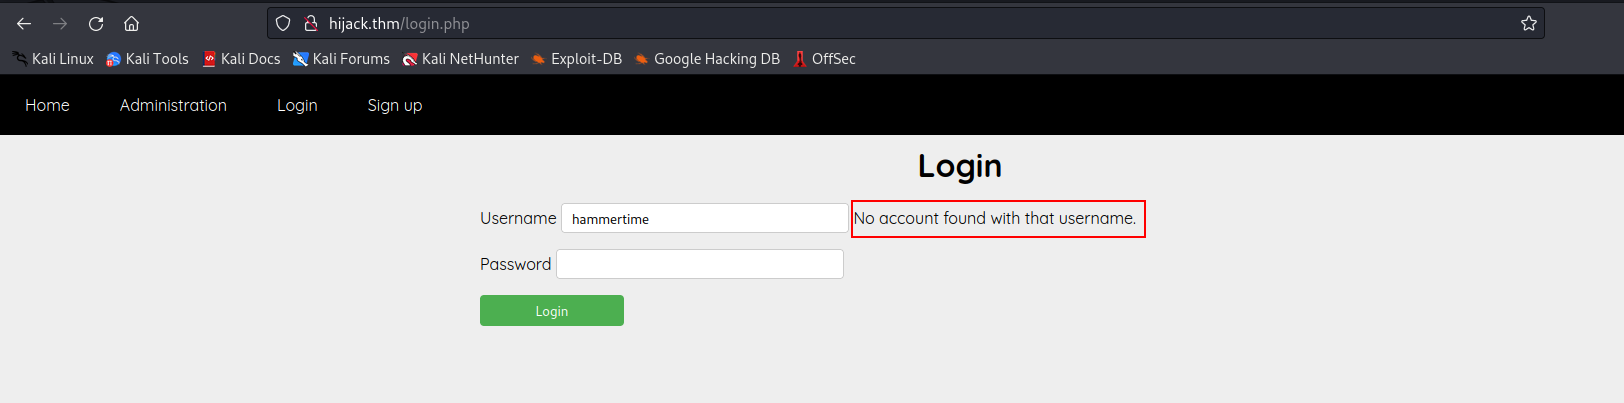 hijack.thm/login.php
Kali Linux Kali Tools Kali Docs Kali Forums Kali NetHunter Exploit-DB Google Hacking DB OffSec
Home Administration Login Sign up
Login
Username hammertime No account found with that username.
Password
Login